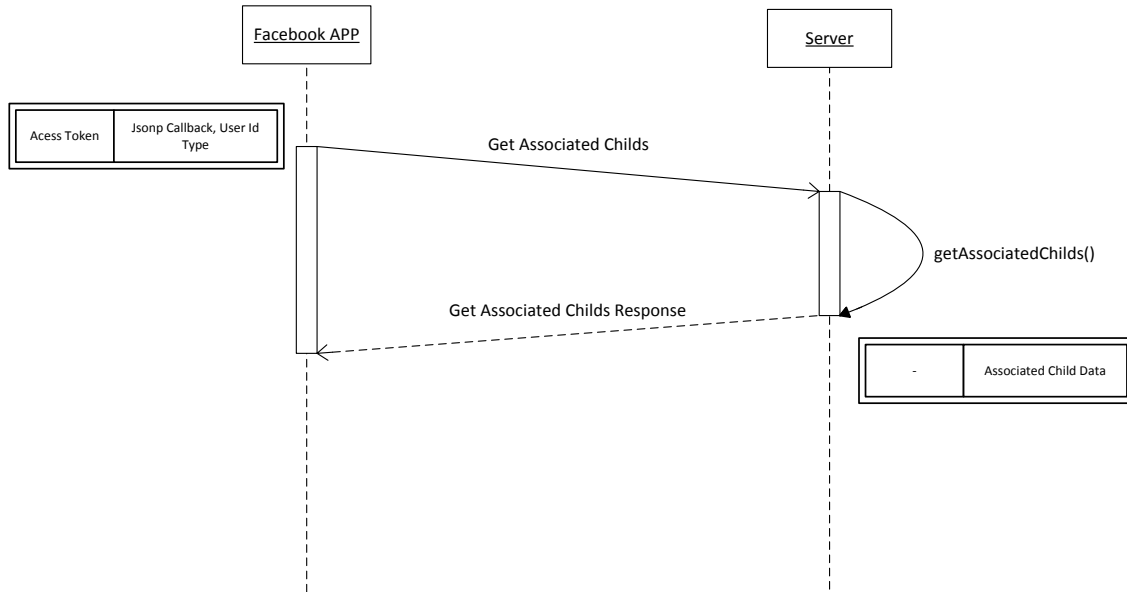 Facebook APP
Server
Acess Token
Jsonp Callback, User Id
Type
Get Associated Childs
getAssociatedChilds()
Get Associated Childs Response
-
Associated Child Data